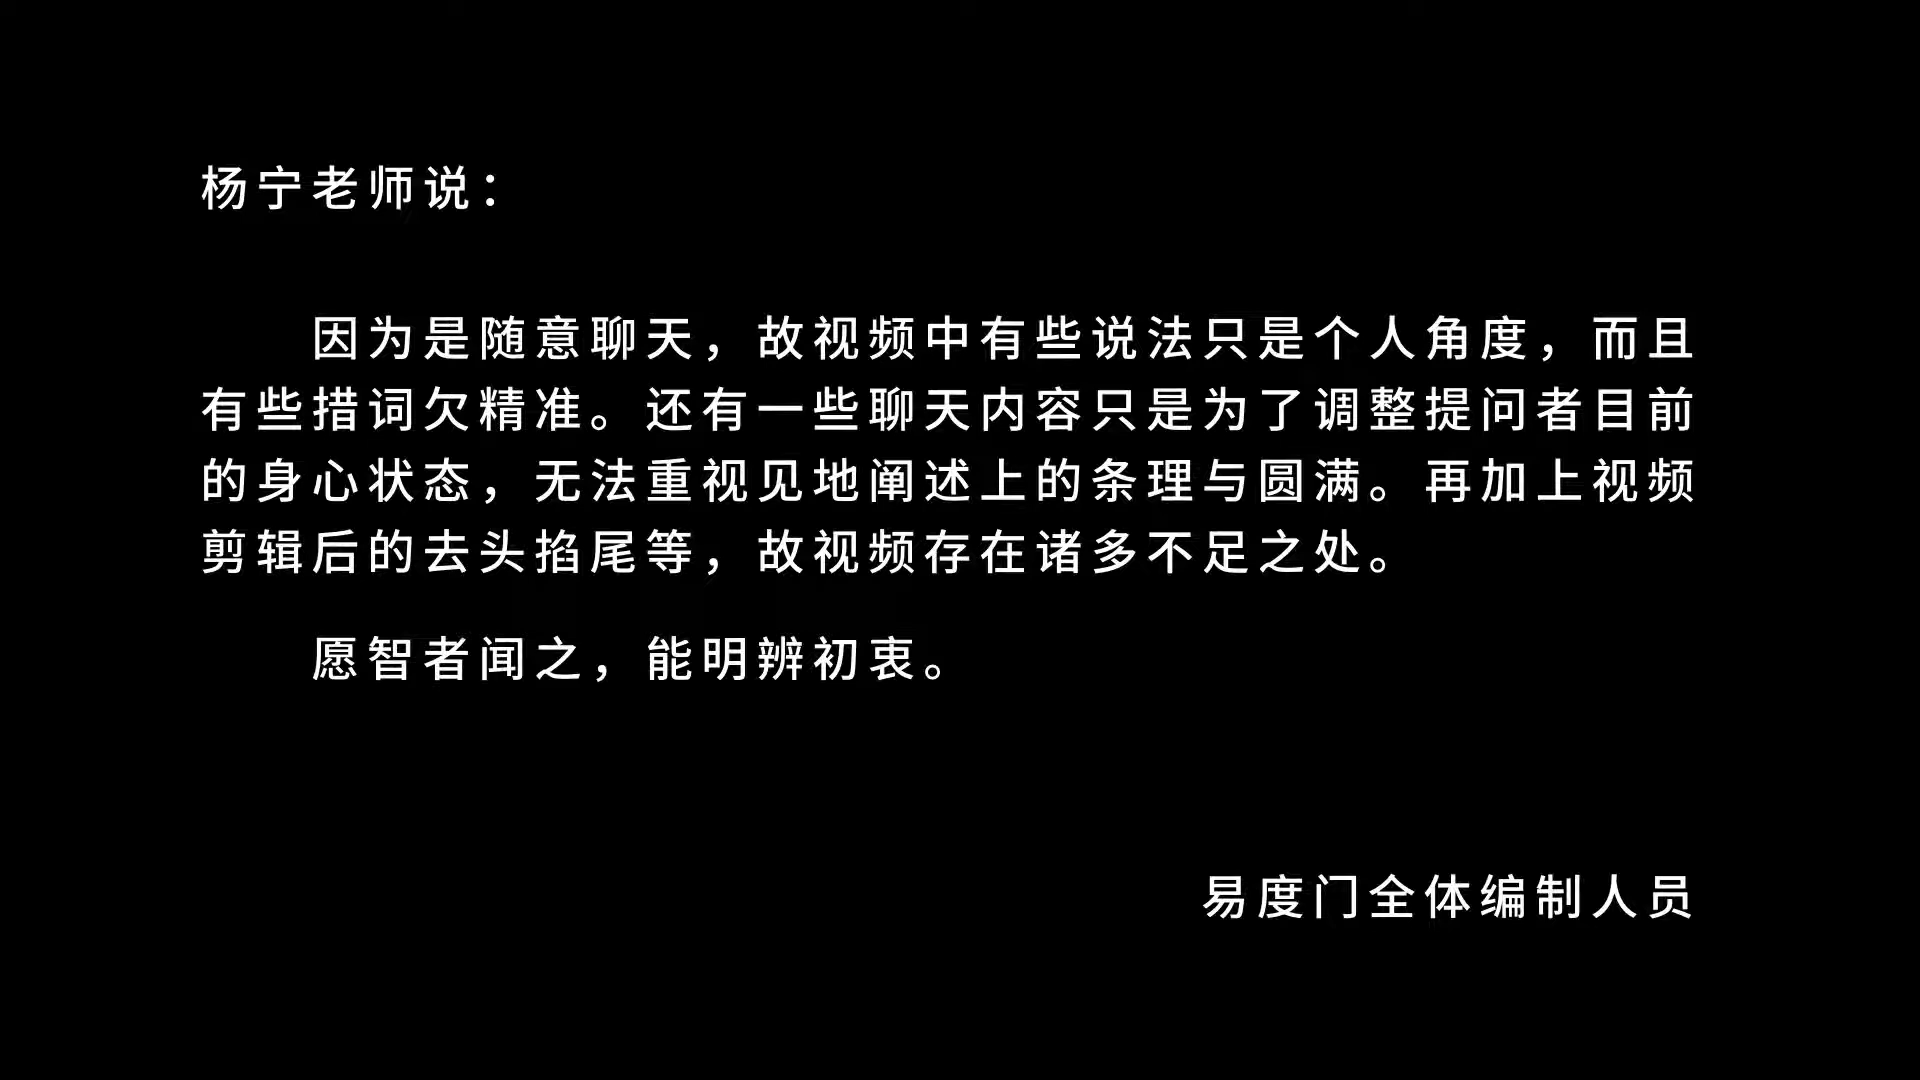 杨宁老师说：
因为是随意聊天，故视频中有些说法只是个人角度，而且
有些措词欠精准。还有一些聊天内容只是为了调整提问者目前
的身心状态，无法重视见地阐述上的条理与圆满。再加上视频
剪辑后的去头掐尾等，故视频存在诸多不足之处。
愿智者闻之，能明辨初衷。
易度门全体编制人员